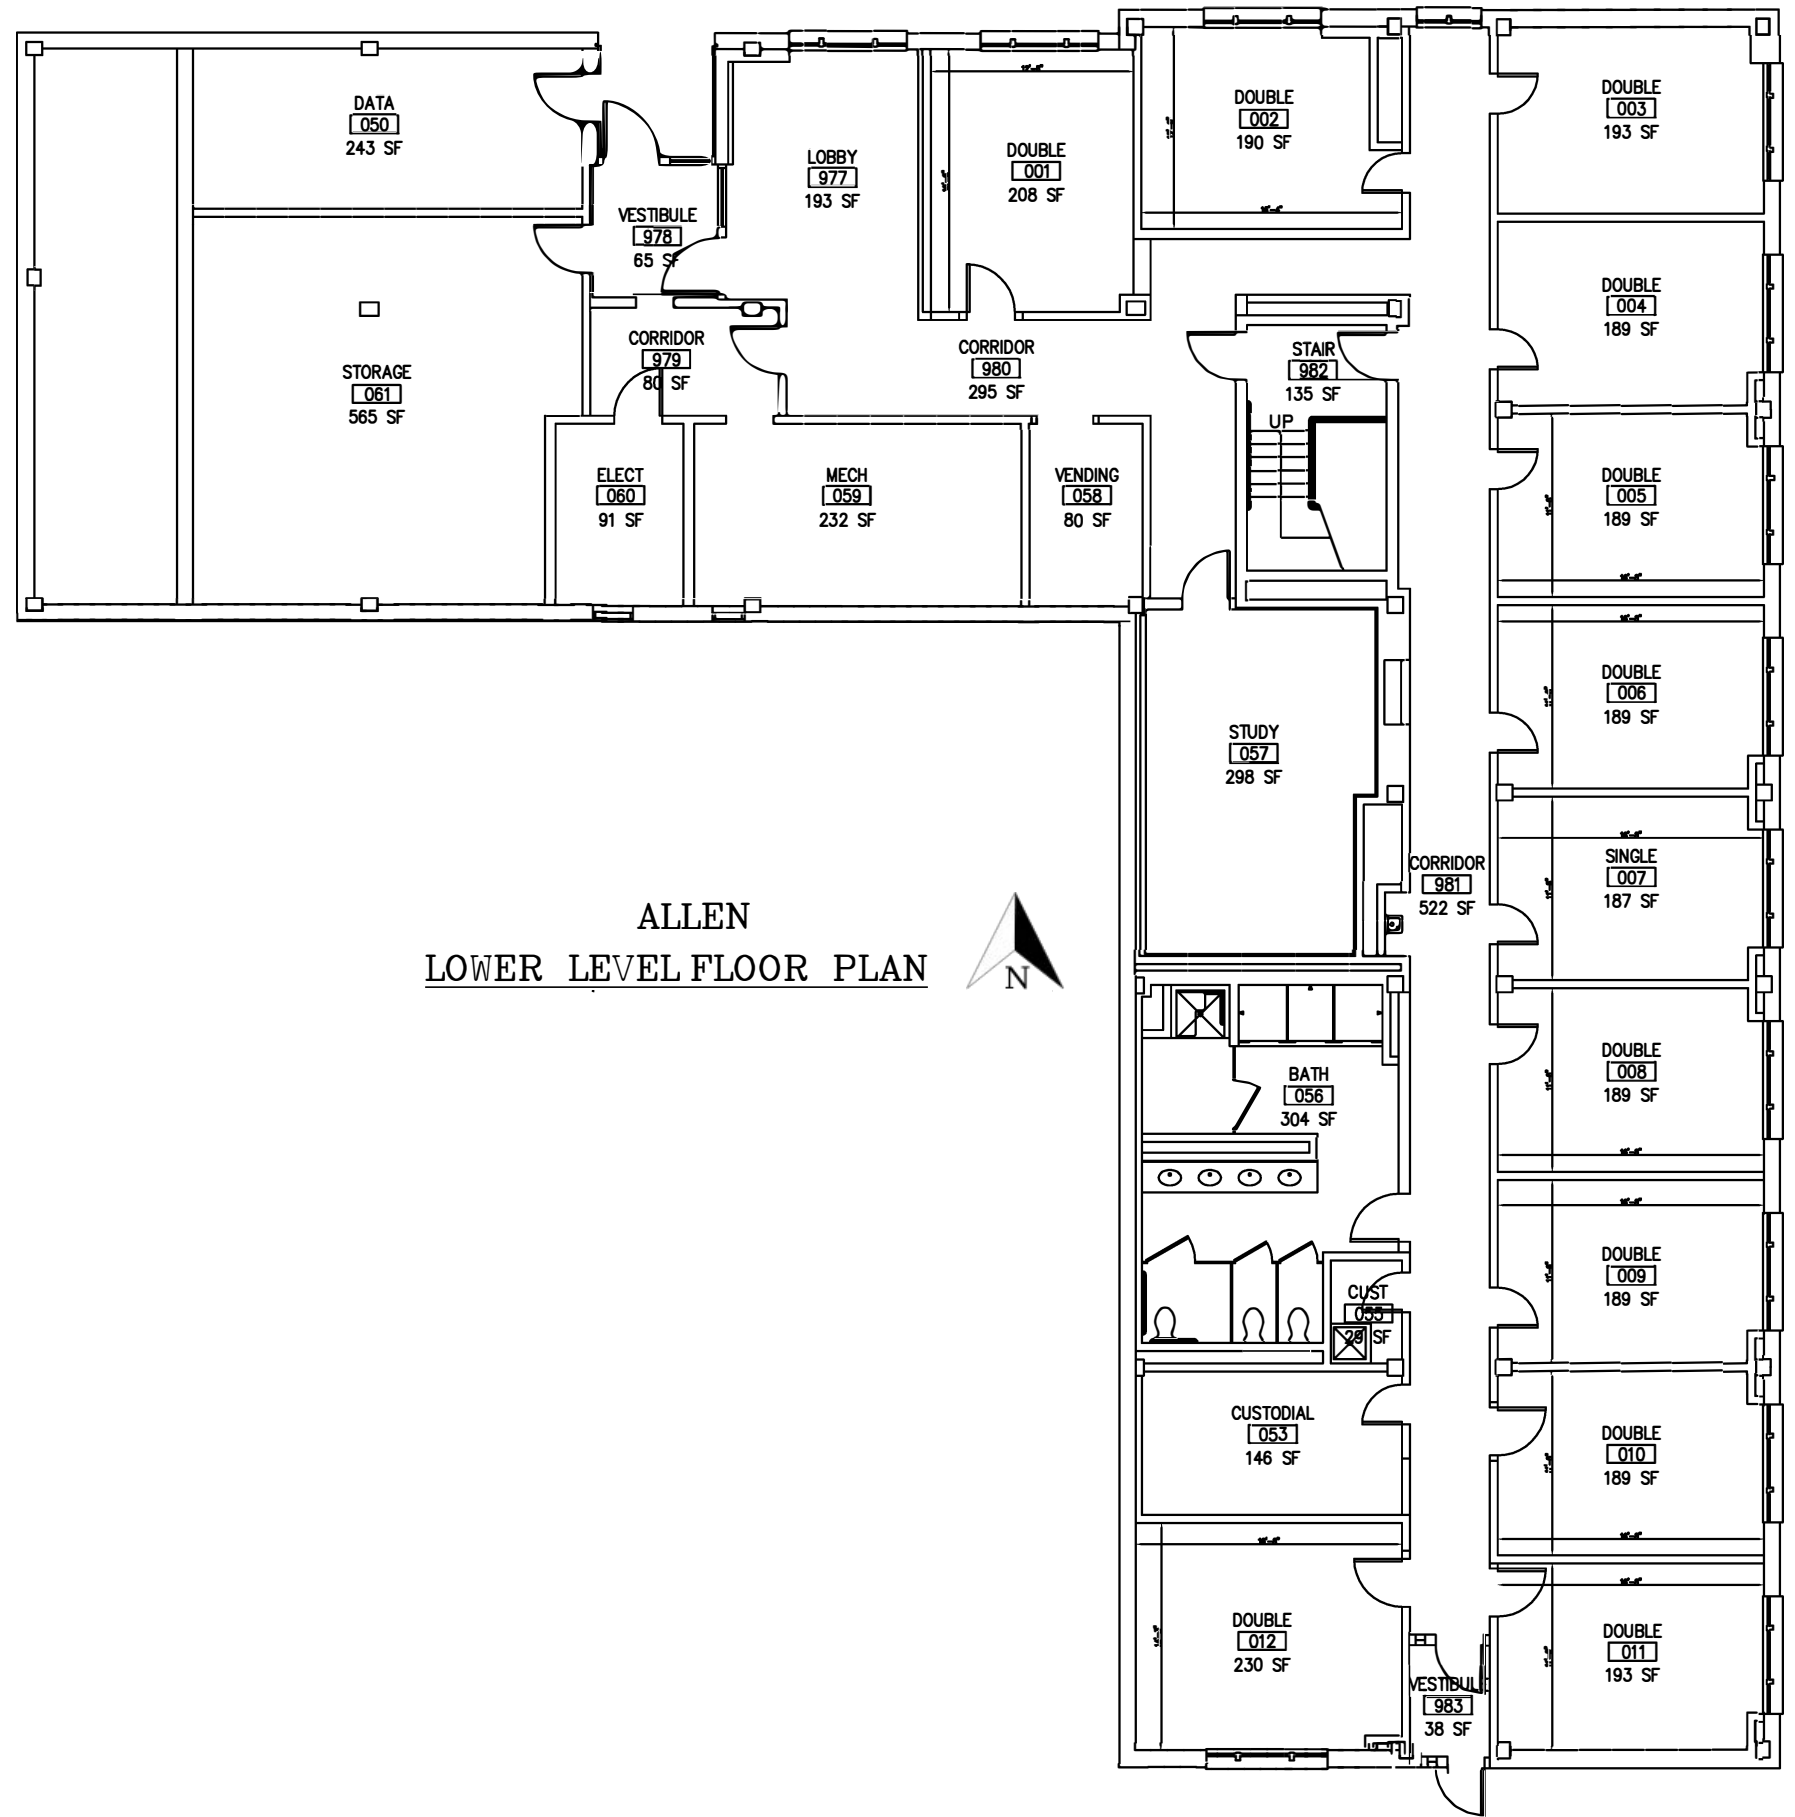 DATA
050
243 SF
LOBBY
977
193 SF
DOUBLE
001
208 SF
DOUBLE
002
190 SF
DOUBLE
003
193 SF
VESTIBULE
978
65 SF
DOUBLE
004
189 SF
STORAGE
061
565 SF
CORRIDOR
979
80 SF
CORRIDOR
980
295 SF
STAIR
982
135 SF
UP
ELECT
060
91 SF
MECH
059
232 SF
VENDING
058
80 SF
DOUBLE
005
189 SF
DOUBLE
006
189 SF
STUDY
057
298 SF
SINGLE
007
187 SF
CORRIDOR
981
522 SF
ALLEN
LOWER LEVEL FLOOR PLAN
N
DOUBLE
008
189 SF
BATH
056
304 SF
DOUBLE
009
189 SF
CUST
055
29 SF
CUSTODIAL
053
146 SF
DOUBLE
010
189 SF
DOUBLE
012
230 SF
DOUBLE
011
193 SF
VESTIBUL
983
38 SF